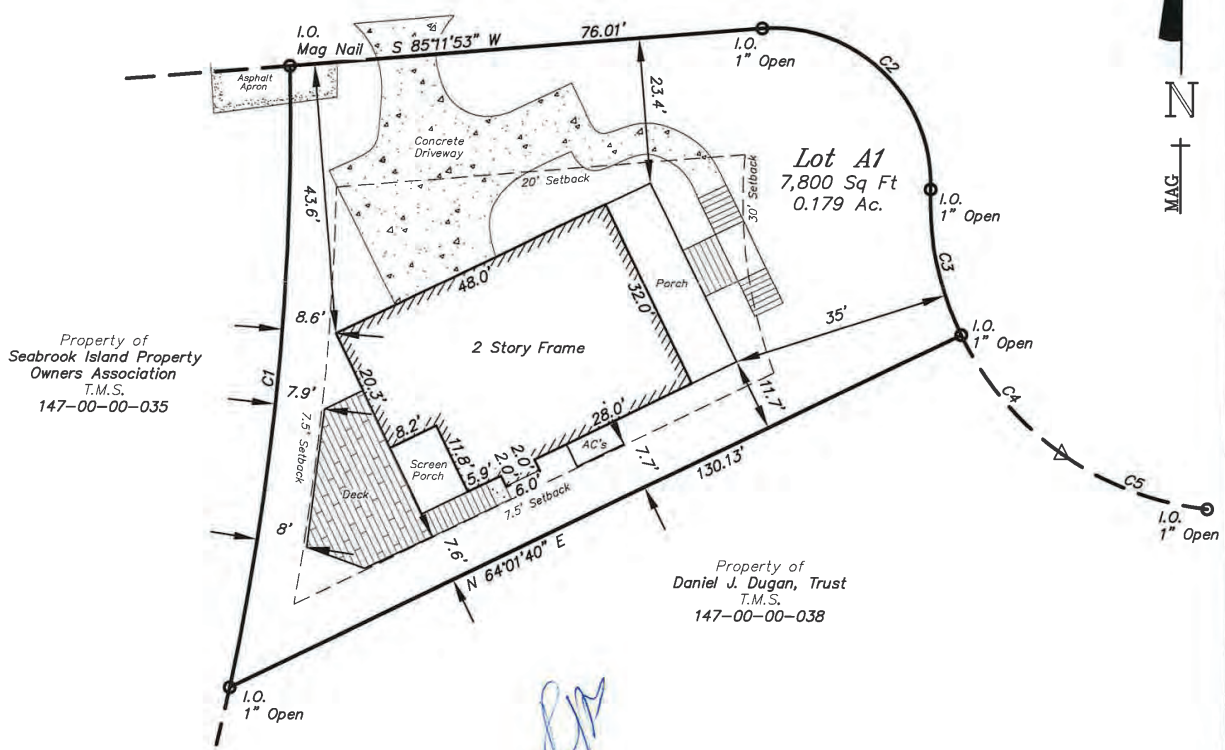 I.O.
Mag Nail
S 85°11'53" W
76.01'
I.O.
1" Open
C2
N
MAG
Asphalt
Apron
Concrete
Driveway
23.4'
Lot A1
7,800 Sq Ft
0.179 Ac.
20' Setback
30' Setback
I.O.
1" Open
43.6'
48.0'
32.0'
Porch
C3
35'
8.6'
2 Story Frame
I.O.
1" Open
Property of
Seabrook Island Property
Owners Association
T.M.S.
147-00-00-035
C1
7.9'
20.3'
7.5' Setback
8.2'
11.8'
28.0'
11.7'
C4
Screen
Porch
5.9'
2.0'
2.0'
6.0'
AC's
7.7'
130.13'
Deck
7.5' Setback
C5
I.O.
1" Open
8'
7.6'
N 64°01'40" E
Property of
Daniel J. Dugan, Trust
T.M.S.
147-00-00-038
I.O.
1" Open